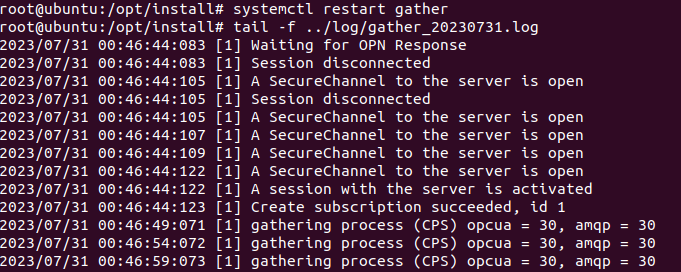 root@ubuntu:/opt/install# systemctl restart gather
root@ubuntu:/opt/install# tail -f ../log/gather_20230731.log
2023/07/31 00:46:44:083 [1] Waiting for OPN Response
2023/07/31 00:46:44:083 [1] Session disconnected
2023/07/31 00:46:44:105 [1] A SecureChannel to the server is open
2023/07/31 00:46:44:105 [1] Session disconnected
2023/07/31 00:46:44:105 [1] A SecureChannel to the server is open
2023/07/31 00:46:44:107 [1] A SecureChannel to the server is open
2023/07/31 00:46:44:109 [1] A SecureChannel to the server is open
2023/07/31 00:46:44:122 [1] A SecureChannel to the server is open
2023/07/31 00:46:44:122 [1] A session with the server is activated
2023/07/31 00:46:44:123 [1] Create subscription succeeded, id 1
2023/07/31 00:46:49:071 [1] gathering process (CPS) opcua = 30, amqp = 30
2023/07/31 00:46:54:072 [1] gathering process (CPS) opcua = 30, amqp = 30
2023/07/31 00:46:59:073 [1] gathering process (CPS) opcua = 30, amqp = 30